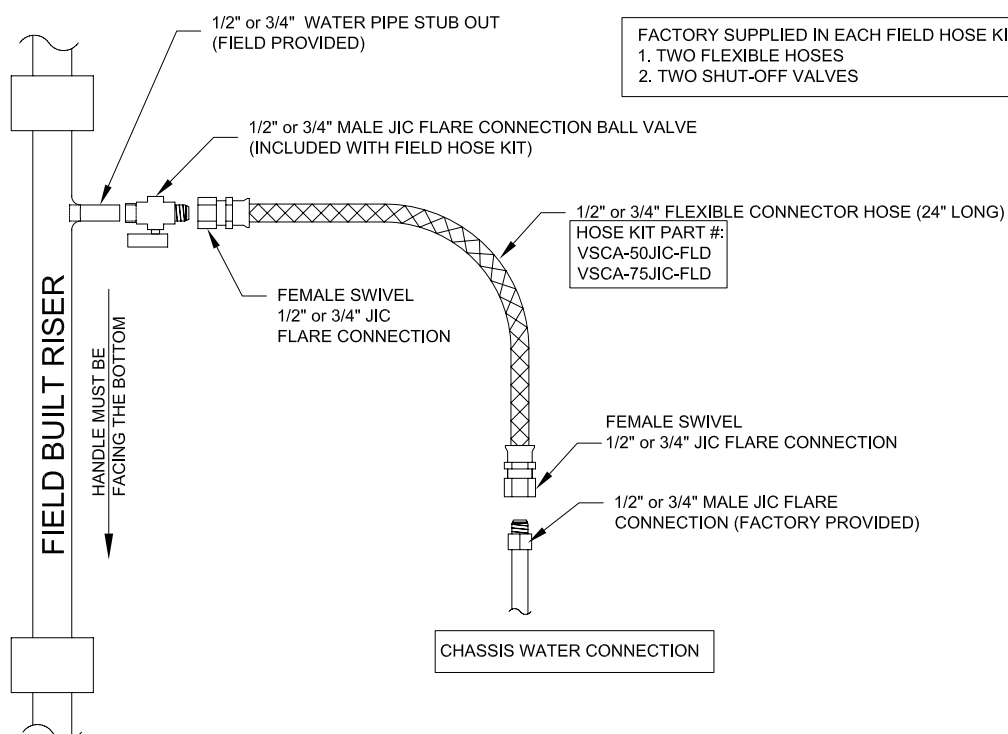 1/2" or 3/4" WATER PIPE STUB OUT
(FIELD PROVIDED)
FACTORY SUPPLIED IN EACH FIELD HOSE KI
1. TWO FLEXIBLE HOSES
2. TWO SHUT-OFF VALVES
1/2" or 3/4" MALE JIC FLARE CONNECTION BALL VALVE
(INCLUDED WITH FIELD HOSE KIT)
1/2" or 3/4" FLEXIBLE CONNECTOR HOSE (24" LONG)
HOSE KIT PART #:
VSCA-50JIC-FLD
VSCA-75JIC-FLD
FEMALE SWIVEL
1/2" or 3/4" JIC
FLARE CONNECTION
FIELD BUILT RISER
HANDLE MUST BE
FACING THE BOTTOM
FEMALE SWIVEL
1/2" or 3/4" JIC FLARE CONNECTION
1/2" or 3/4" MALE JIC FLARE
CONNECTION (FACTORY PROVIDED)
CHASSIS WATER CONNECTION